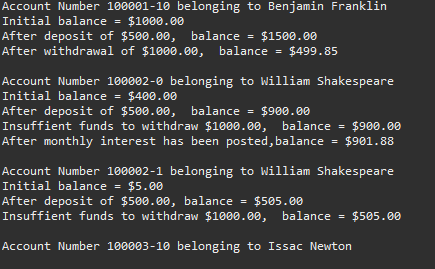 Account Number 100001-10 belonging to Benjamin Franklin
Initial balance = $1000.00
After deposit of $500.00,  balance = $1500.00
After withdrawal of $1000.00,  balance = $499.85
Account Number 100002-0 belonging to William Shakespeare
Initial balance = $400.00
After deposit of $500.00,  balance = $900.00
Insufficient funds to withdraw $1000.00,  balance = $900.00
After monthly interest has been posted,balance = $901.88
Account Number 100002-1 belonging to William Shakespeare
Initial balance = $5.00
After deposit of $500.00, balance = $505.00
Insufficient funds to withdraw $1000.00,  balance = $505.00
Account Number 100003-10 belonging to Issac Newton